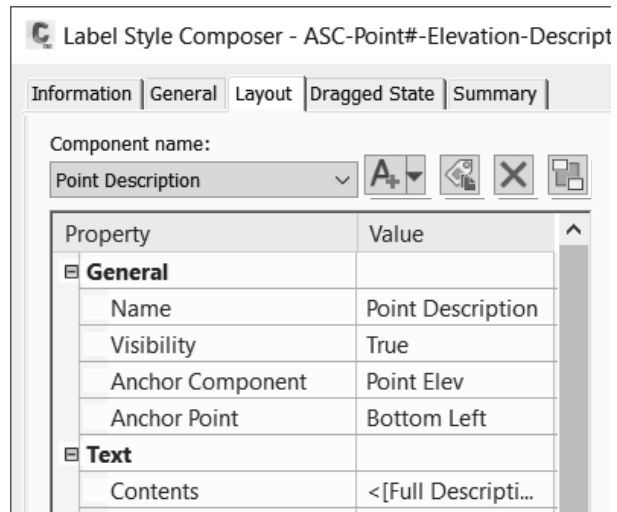 Label Style Composer - ASC-Point#-Elevation-Descript
Information General Layout Dragged State Summary
Component name:
Point Description
Property Value
General
Name Point Description
Visibility True
Anchor Component Point Elev
Anchor Point Bottom Left
Text
Contents <[Full Descripti...